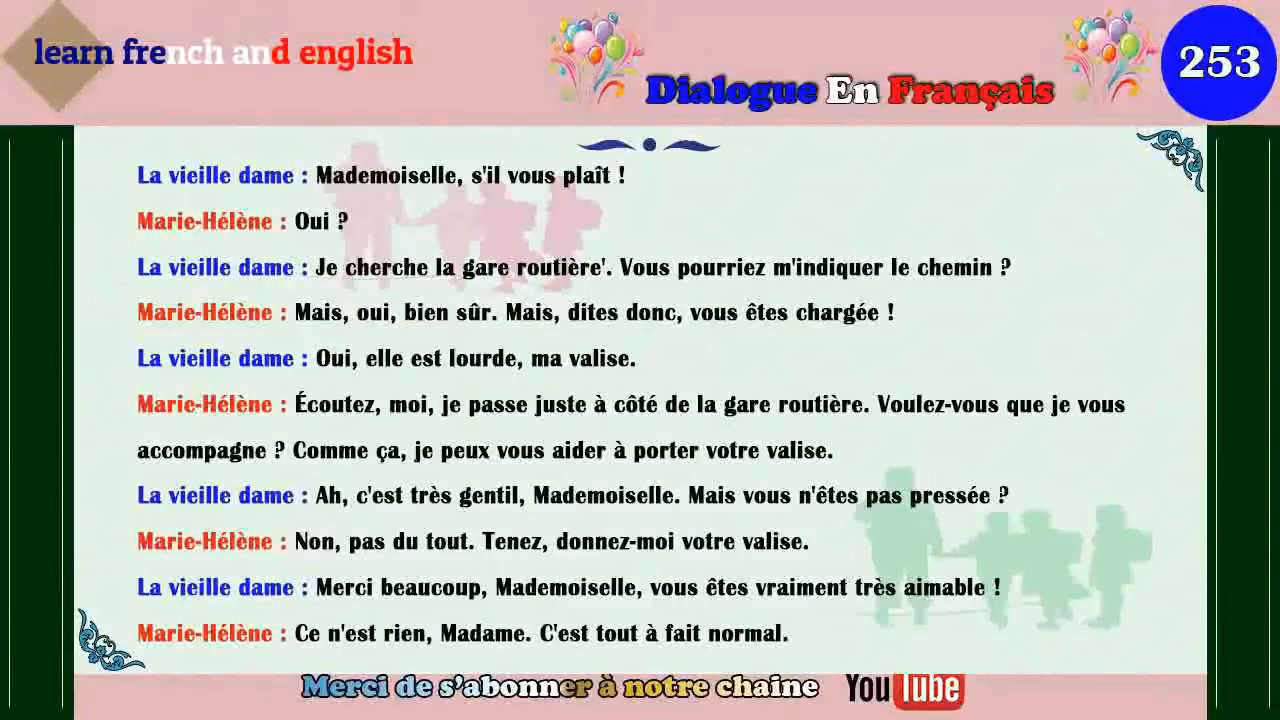 learn french and english
Dialogue En Français
253
La vieille dame : Mademoiselle, s'il vous plaît !
Marie-Hélène : Oui ?
La vieille dame : Je cherche la gare routière'. Vous pourriez m'indiquer le chemin ?
Marie-Hélène : Mais, oui, bien sûr. Mais, dites donc, vous êtes chargée !
La vieille dame : Oui, elle est lourde, ma valise.
Marie-Hélène : Écoutez, moi, je passe juste à côté de la gare routière. Voulez-vous que je vous
accompagne ? Comme ça, je peux vous aider à porter votre valise.
La vieille dame : Ah, c'est très gentil, Mademoiselle. Mais vous n'êtes pas pressée ?
Marie-Hélène : Non, pas du tout. Tenez, donnez-moi votre valise.
La vieille dame : Merci beaucoup, Mademoiselle, vous êtes vraiment très aimable !
Marie-Hélène : Ce n'est rien, Madame. C'est tout à fait normal.
Merci de s'abonner à notre chaine YouTube